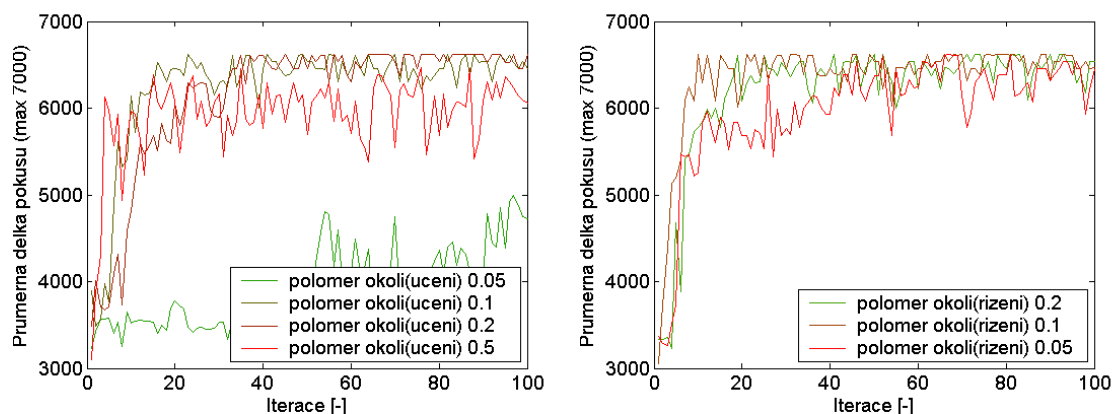 7000
6000
5000
4000
3000
0
20
40
60
80
100
Prumerna delka pokusu (max 7000)
Iterace [-]
polomer okoli(uceni) 0.05
polomer okoli(uceni) 0.1
polomer okoli(uceni) 0.2
polomer okoli(uceni) 0.5
7000
6000
5000
4000
3000
0
20
40
60
80
100
Prumerna delka pokusu (max 7000)
Iterace [-]
polomer okoli(rizeni) 0.2
polomer okoli(rizeni) 0.1
polomer okoli(rizeni) 0.05